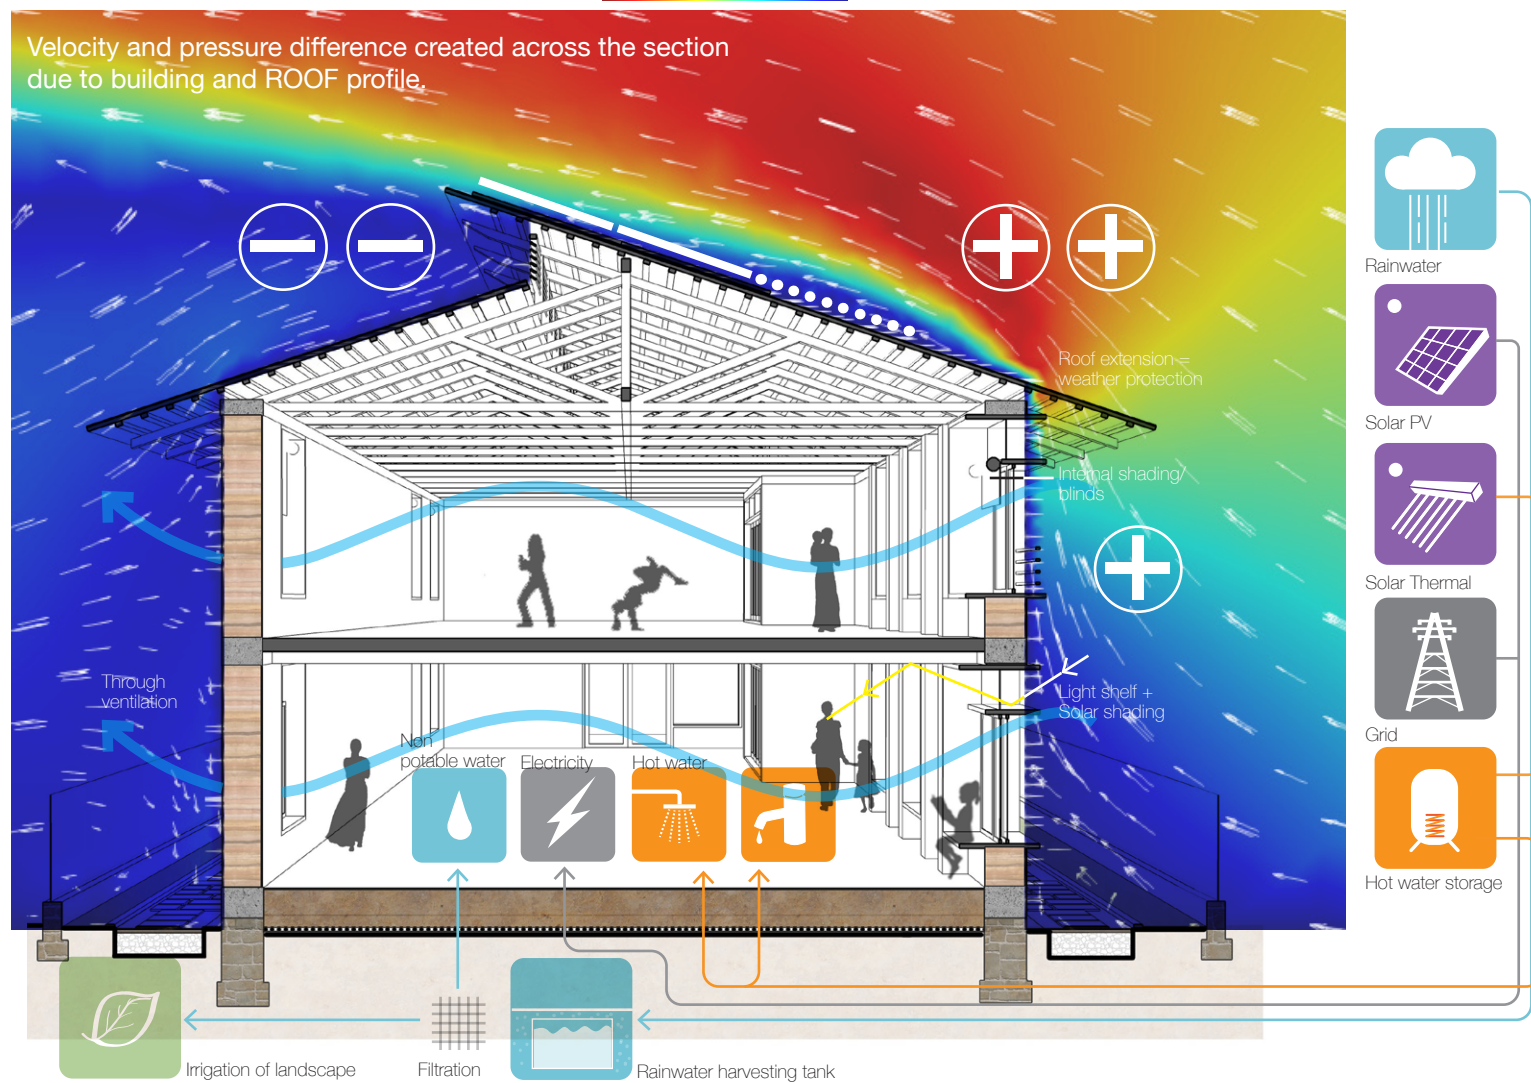 Velocity and pressure difference created across the section
due to building and ROOF profile.
Rainwater
Roof extension =
weather protection
Solar PV
Internal shading/
blinds
Solar Thermal
Through
ventilation
Light shelf +
Solar shading
Grid
Non
potable water
Electricity
Hot water
Hot water storage
Irrigation of landscape
Filtration
Rainwater harvesting tank